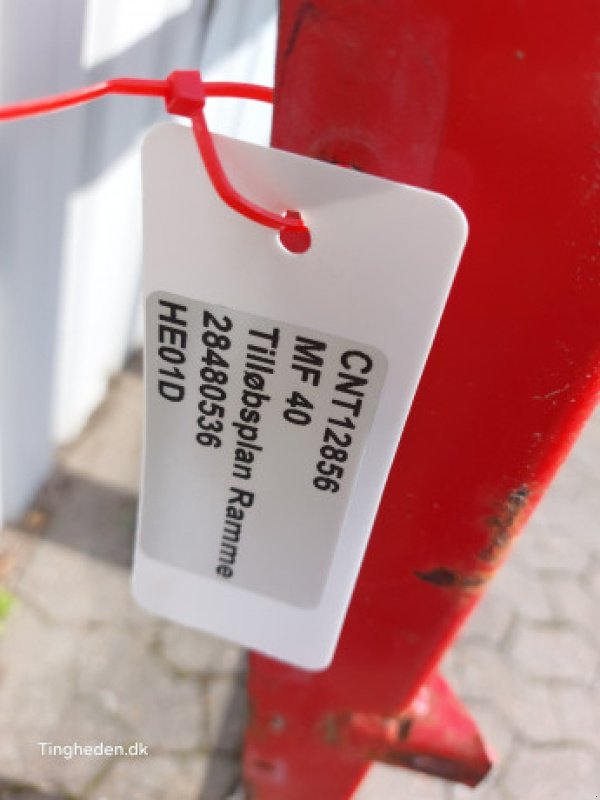 CNT12856
MF 40
Tilløbsplan Ramme
28480536
HE01D
Tingheden.dk